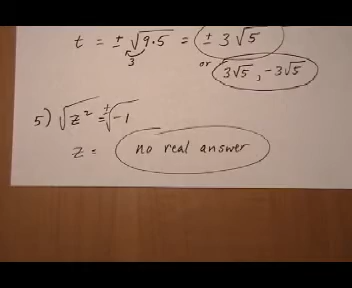 t = ± √9·5 = ± 3√5
3
or 3√5, -3√5
5) √z² = ±√-1
z = no real answer